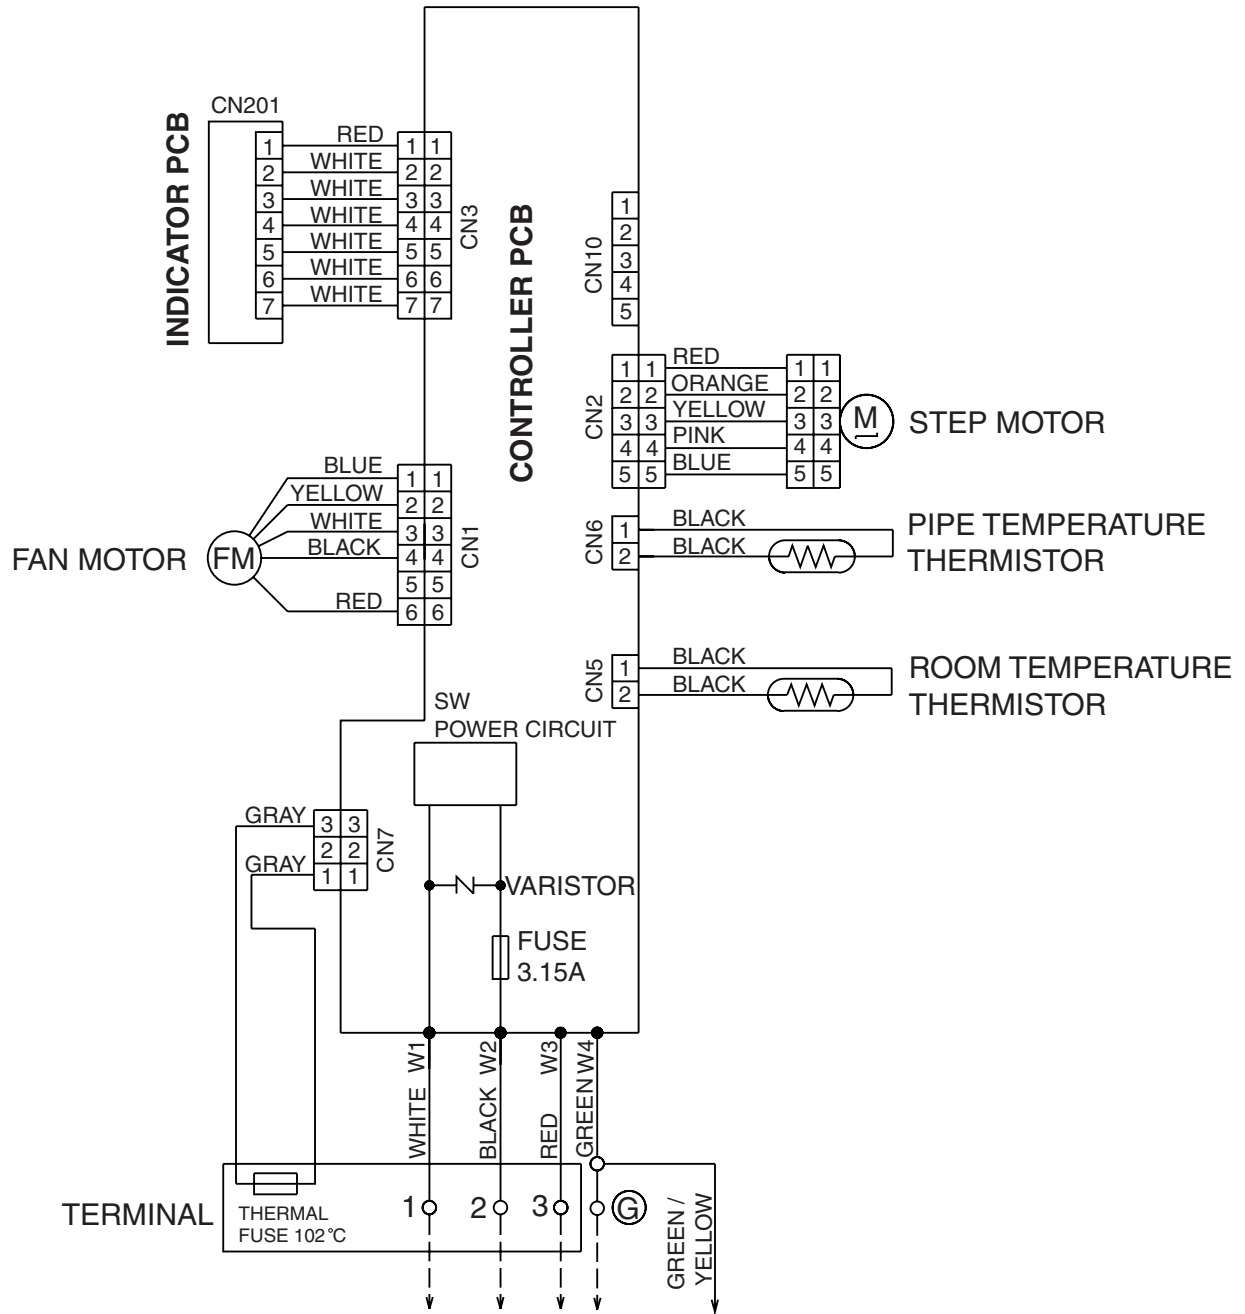 CN201
INDICATOR PCB
1
2
3
4
5
6
7
RED
WHITE
WHITE
WHITE
WHITE
WHITE
WHITE
1 1
2 2
3 3
4 4
5 5
6 6
7 7
CN3
CONTROLLER PCB
CN10
1
2
3
4
5
CN2
1 1
2 2
3 3
4 4
5 5
RED
ORANGE
YELLOW
PINK
BLUE
1 1
2 2
3 3
4 4
5 5
M
STEP MOTOR
FAN MOTOR
FM
BLUE
YELLOW
WHITE
BLACK
RED
1 1
2 2
3 3
4 4
5 5
6 6
CN1
CN6
1
2
BLACK
BLACK
PIPE TEMPERATURE
THERMISTOR
CN5
1
2
BLACK
BLACK
ROOM TEMPERATURE
THERMISTOR
SW
POWER CIRCUIT
GRAY
GRAY
3 3
2 2
1 1
CN7
VARISTOR
FUSE
3.15A
WHITE W1
BLACK W2
RED W3
GREEN W4
TERMINAL
THERMAL
FUSE 102°C
1
2
3
G
GREEN /
YELLOW